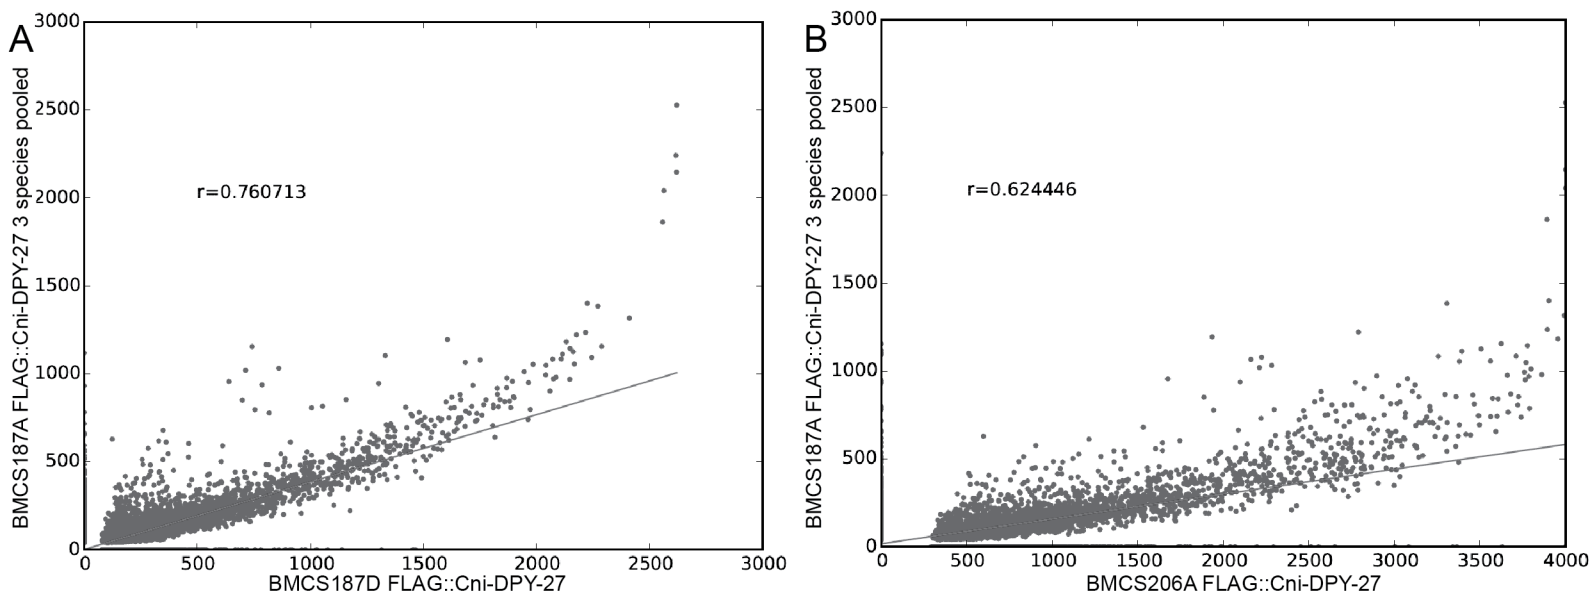 A
3000
2500
2000
1500
1000
500
0
BMCS187A FLAG::Cni-DPY-27 3 species pooled
r=0.760713
0 500 1000 1500 2000 2500 3000
BMCS187D FLAG::Cni-DPY-27
B
3000
2500
2000
1500
1000
500
0
BMCS187A FLAG::Cni-DPY-27 3 species pooled
r=0.624446
0 500 1000 1500 2000 2500 3000 3500 4000
BMCS206A FLAG::Cni-DPY-27